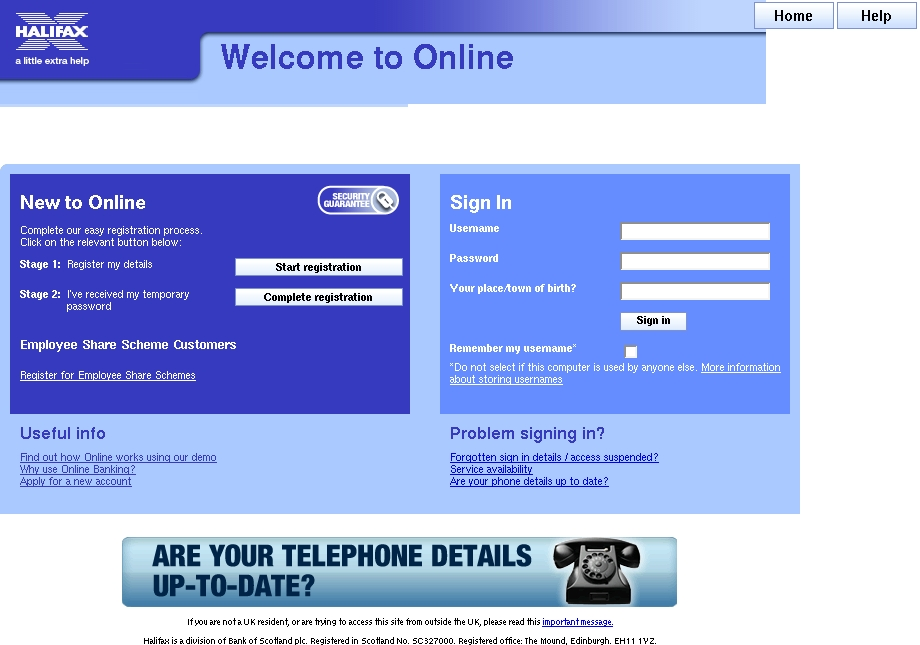 HALIFAX
a little extra help
Home
Help
Welcome to Online
New to Online
SECURITY
GUARANTEE
Complete our easy registration process.
Click on the relevant button below:
Stage 1: Register my details
Start registration
Stage 2: I've received my temporary
password
Complete registration
Employee Share Scheme Customers
Register for Employee Share Schemes
Sign In
Username
Password
Your place/town of birth?
Sign in
Remember my username*
*Do not select if this computer is used by anyone else. More information
about storing usernames
Useful info
Find out how Online works using our demo
Why use Online Banking?
Apply for a new account
Problem signing in?
Forgotten sign in details / access suspended?
Service availability
Are your phone details up to date?
ARE YOUR TELEPHONE DETAILS
UP-TO-DATE?
If you are not a UK resident, or are trying to access this site from outside the UK, please read this important message.
Halifax is a division of Bank of Scotland plc. Registered in Scotland No. SC327000. Registered office: The Mound, Edinburgh. EH11 1YZ.